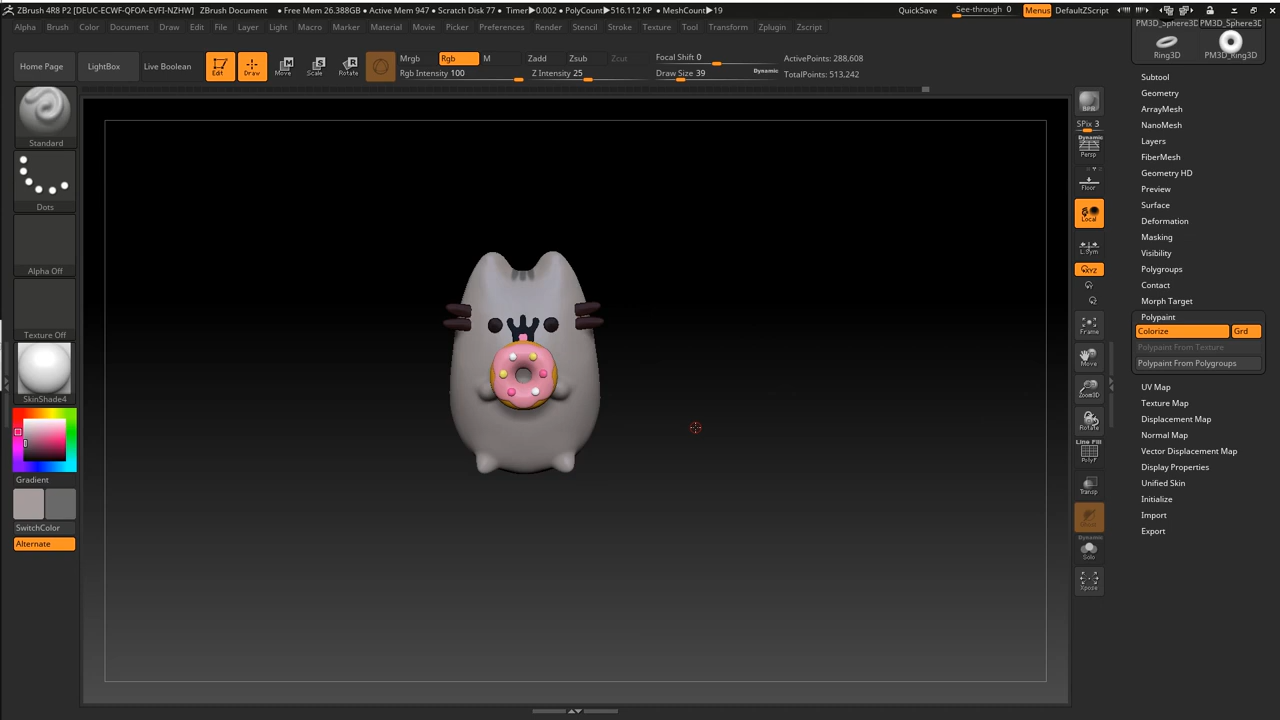 ZBrush 4R8 P2 [DEUC-ECWF-QFOA-EVFI-NZHW] ZBrush Document ● Free Mem 26.388GB ● Active Mem 947 ● Scratch Disk 77 ● Timer▶0.002 ● PolyCount▶516.112 KP ● MeshCount▶19 QuickSave See-through 0 Menus DefaultZScript
Alpha Brush Color Document Draw Edit File Layer Light Macro Marker Material Movie Picker Preferences Render Stencil Stroke Texture Tool Transform Zplugin Zscript
PM3D_Sphere3D PM3D_Sphere3D
Ring3D PM3D_Ring3D
Home Page LightBox Live Boolean Edit Draw Move Scale Rotate
Mrgb Rgb M Zadd Zsub Zcut Focal Shift 0 ActivePoints: 288.608
Rgb Intensity 100 Z Intensity 25 Draw Size 39 Dynamic TotalPoints: 513.242
Standard
Dots
Alpha Off
Texture Off
SkinShade4
Gradient
SwitchColor
Alternate
BPR
SPix 3
Dynamic
Persp
Floor
Local
L.Sym
XYZ
Frame
Move
Zoom3D
Rotate
Line Fill
PolyF
Transp
Ghost
Dynamic
Solo
Xpose
Subtool
Geometry
ArrayMesh
NanoMesh
Layers
FiberMesh
Geometry HD
Preview
Surface
Deformation
Masking
Visibility
Polygroups
Contact
Morph Target
Polypaint
Colorize Grd
Polypaint From Texture
Polypaint From Polygroups
UV Map
Texture Map
Displacement Map
Normal Map
Vector Displacement Map
Display Properties
Unified Skin
Initialize
Import
Export